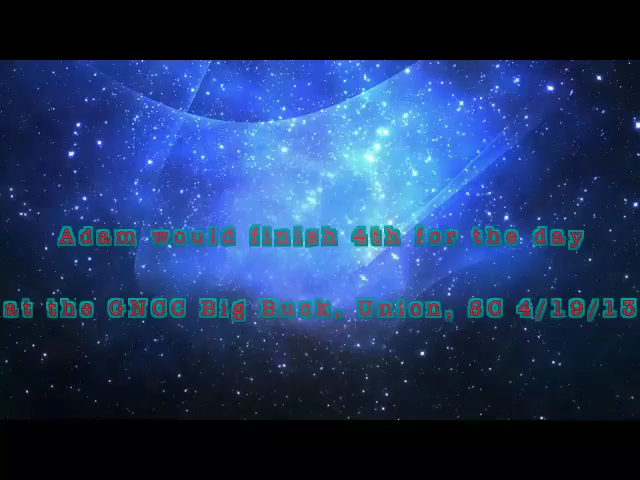 Adam would finish 4th for the day
at the GNCC Big Buck, Union, SC 4/19/13